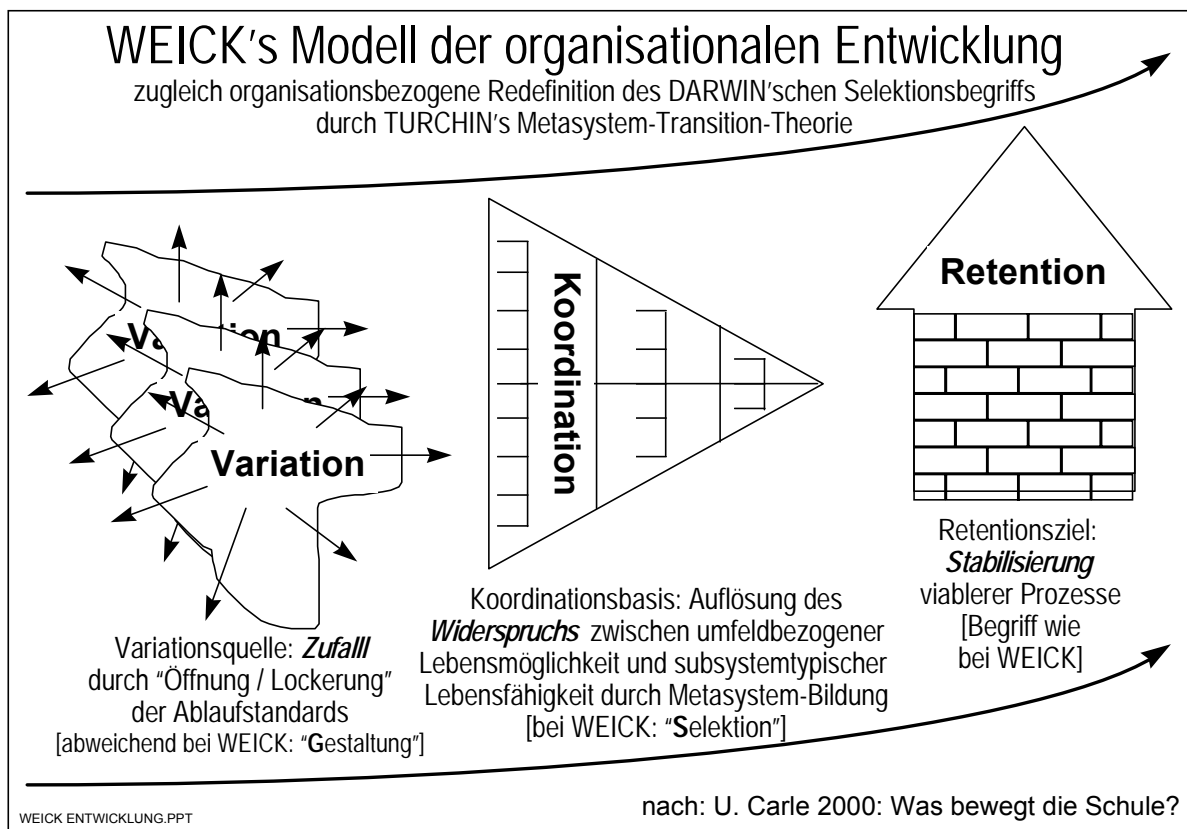 WEICK's Modell der organisationalen Entwicklung
zugleich organisationsbezogene Redefinition des DARWIN'schen Selektionsbegriffs
durch TURCHIN's Metasystem-Transition-Theorie
Variation
Variation
Variation
Variationsquelle: Zufalll
durch "Öffnung / Lockerung"
der Ablaufstandards
[abweichend bei WEICK: "Gestaltung"]
Koordination
Koordinationsbasis: Auflösung des
Widerspruchs zwischen umfeldbezogener
Lebensmöglichkeit und subsystemtypischer
Lebensfähigkeit durch Metasystem-Bildung
[bei WEICK: "Selektion"]
Retention
Retentionsziel:
Stabilisierung
viablerer Prozesse
[Begriff wie
bei WEICK]
WEICK ENTWICKLUNG.PPT
nach: U. Carle 2000: Was bewegt die Schule?